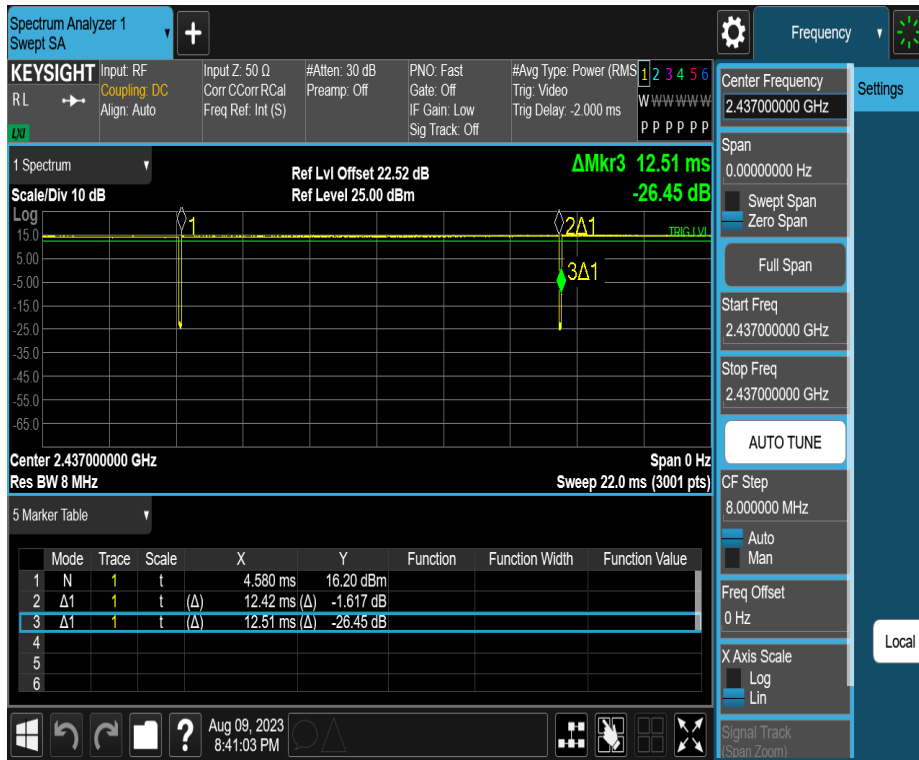 Spectrum Analyzer 1
Swept SA
+
Frequency
KEYSIGHT
R L
LXI
Input: RF
Coupling: DC
Align: Auto
Input Z: 50 Ω
Corr CCorr RCal
Freq Ref: Int (S)
#Atten: 30 dB
Preamp: Off
PNO: Fast
Gate: Off
IF Gain: Low
Sig Track: Off
#Avg Type: Power (RMS
Trig: Video
Trig Delay: -2.000 ms
1 2 3 4 5 6
W W W W W W
P P P P P P
1 Spectrum
Scale/Div 10 dB
Ref Lvl Offset 22.52 dB
Ref Level 25.00 dBm
ΔMkr3 12.51 ms
-26.45 dB
Log
15.0
5.00
-5.00
-15.0
-25.0
-35.0
-45.0
-55.0
-65.0
1
2Δ1
3Δ1
TRIG LVL
Center 2.437000000 GHz
Res BW 8 MHz
Span 0 Hz
Sweep 22.0 ms (3001 pts)
5 Marker Table
Mode Trace Scale X Y Function Function Width Function Value
1 N 1 t 4.580 ms 16.20 dBm
2 Δ1 1 t (Δ) 12.42 ms (Δ) -1.617 dB
3 Δ1 1 t (Δ) 12.51 ms (Δ) -26.45 dB
4
5
6
?
Aug 09, 2023
8:41:03 PM
Center Frequency
2.437000000 GHz
Span
0.00000000 Hz
Swept Span
Zero Span
Full Span
Start Freq
2.437000000 GHz
Stop Freq
2.437000000 GHz
AUTO TUNE
CF Step
8.000000 MHz
Auto
Man
Freq Offset
0 Hz
X Axis Scale
Log
Lin
Signal Track
(Span Zoom)
Settings
Local